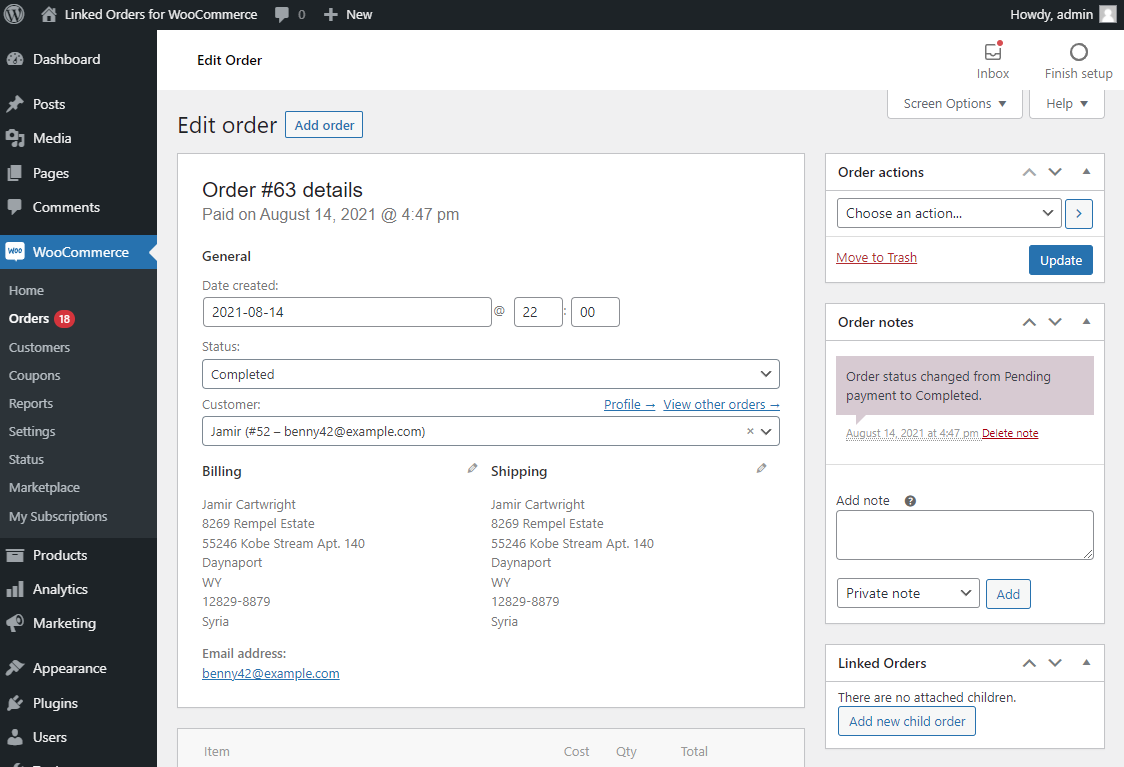 Linked Orders for WooCommerce 0 New Howdy, admin
Dashboard
Posts
Media
Pages
Comments
Woo WooCommerce
Home
Orders 18
Customers
Coupons
Reports
Settings
Status
Marketplace
My Subscriptions
Products
Analytics
Marketing
Appearance
Plugins
Users
Edit Order
Inbox
Finish setup
Screen Options ▼
Help ▼
Edit order Add order
Order #63 details
Paid on August 14, 2021 @ 4:47 pm
General
Date created:
2021-08-14 @ 22 : 00
Status:
Completed
Customer: Profile → View other orders →
Jamir (#52 – benny42@example.com) ×
Billing
Jamir Cartwright
8269 Rempel Estate
55246 Kobe Stream Apt. 140
Daynaport
WY
12829-8879
Syria
Email address:
benny42@example.com
Shipping
Jamir Cartwright
8269 Rempel Estate
55246 Kobe Stream Apt. 140
Daynaport
WY
12829-8879
Syria
Item Cost Qty Total
Order actions
Choose an action...
Move to Trash Update
Order notes
Order status changed from Pending
payment to Completed.
August 14, 2021 at 4:47 pm Delete note
Add note ?
Private note Add
Linked Orders
There are no attached children.
Add new child order